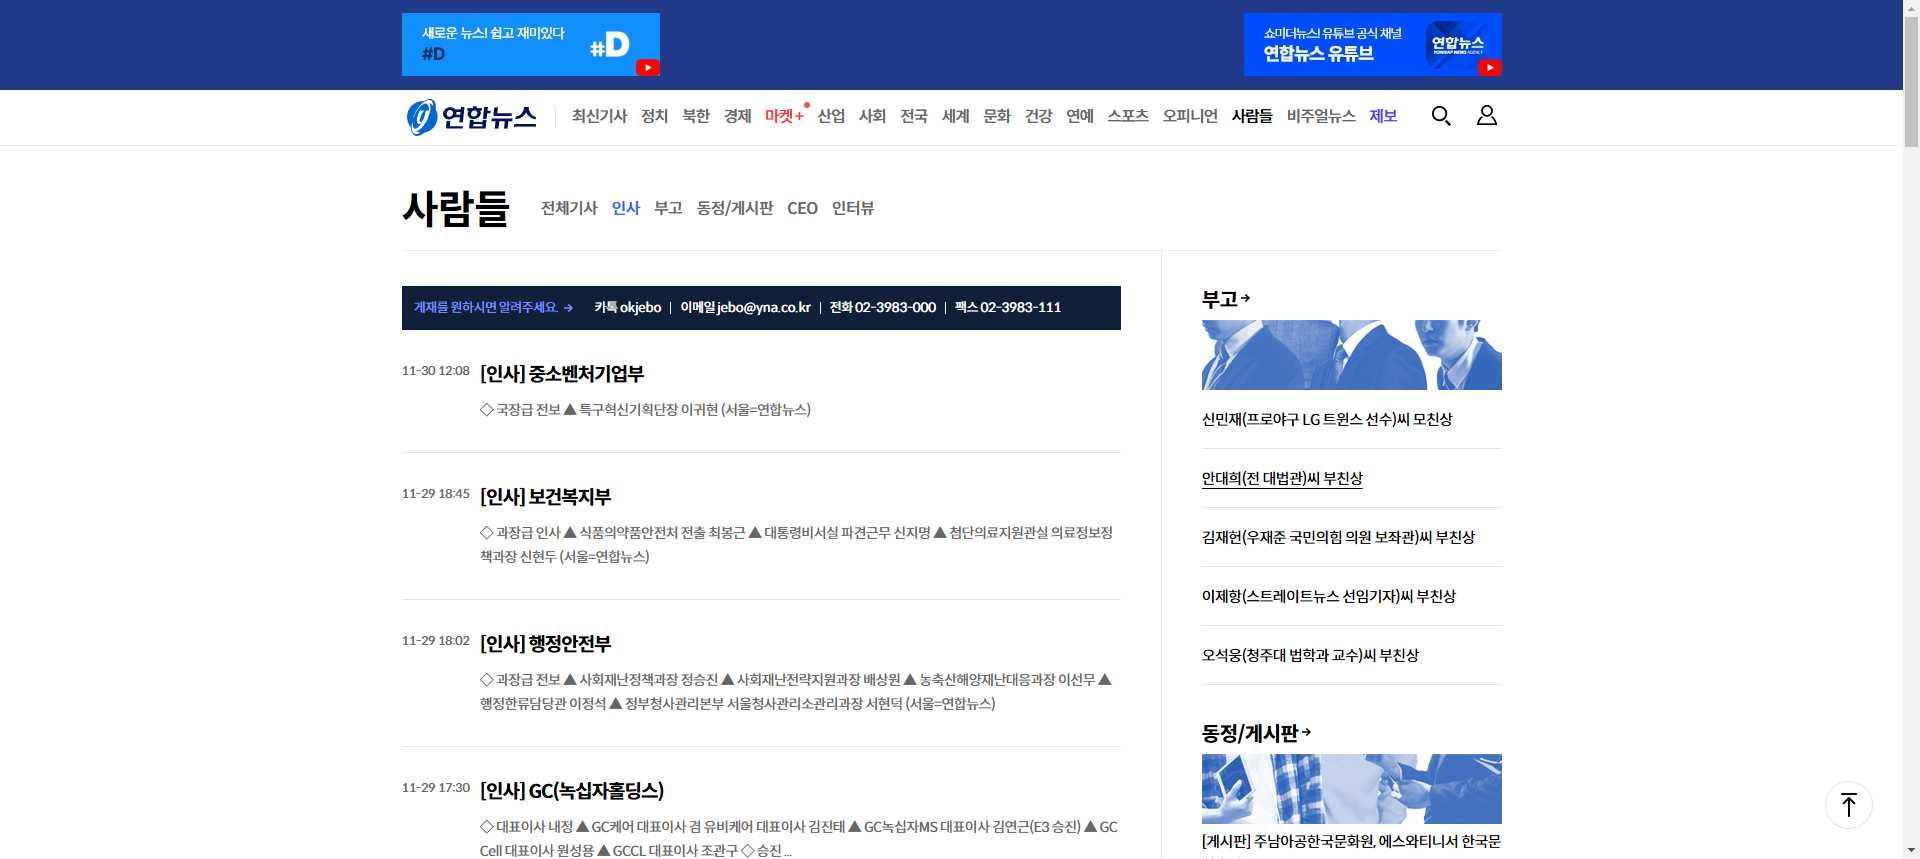 새로운 뉴스! 쉽고 재미있다
#D
#D
쇼미더뉴스! 유튜브 공식 채널
연합뉴스 유튜브
연합뉴스
YONHAP NEWS AGENCY
연합뉴스
최신기사 정치 북한 경제 마켓+ 산업 사회 전국 세계 문화 건강 연예 스포츠 오피니언 사람들 비주얼뉴스 제보
사람들
전체기사 인사 부고 동정/게시판 CEO 인터뷰
게재를 원하시면 알려주세요. → 카톡 okjebo | 이메일 jebo@yna.co.kr | 전화 02-3983-000 | 팩스 02-3983-111
11-30 12:08 [인사] 중소벤처기업부
◇ 국장급 전보 ▲ 특구혁신기획단장 이귀현 (서울=연합뉴스)
11-29 18:45 [인사] 보건복지부
◇ 과장급 인사 ▲ 식품의약품안전처 전출 최봉근 ▲ 대통령비서실 파견근무 신지명 ▲ 첨단의료지원관실 의료정보정
책과장 신현두 (서울=연합뉴스)
11-29 18:02 [인사] 행정안전부
◇ 과장급 전보 ▲ 사회재난정책과장 정승진 ▲ 사회재난전략지원과장 배상원 ▲ 농축산해양재난대응과장 이선무 ▲
행정한류담당관 이정석 ▲ 정부청사관리본부 서울청사관리소관리과장 서현덕 (서울=연합뉴스)
11-29 17:30 [인사] GC(녹십자홀딩스)
◇ 대표이사 내정 ▲ GC케어 대표이사 겸 유비케어 대표이사 김진태 ▲ GC녹십자MS 대표이사 김연근(E3 승진) ▲ GC
Cell 대표이사 원성용 ▲ GCCL 대표이사 조관구 ◇ 승진 ...
부고→
신민재(프로야구 LG 트윈스 선수)씨 모친상
안대희(전 대법관)씨 부친상
김재현(우재준 국민의힘 의원 보좌관)씨 부친상
이제항(스트레이트뉴스 선임기자)씨 부친상
오석웅(청주대 법학과 교수)씨 부친상
동정/게시판→
[게시판] 주남아공한국문화원, 에스와티니서 한국문